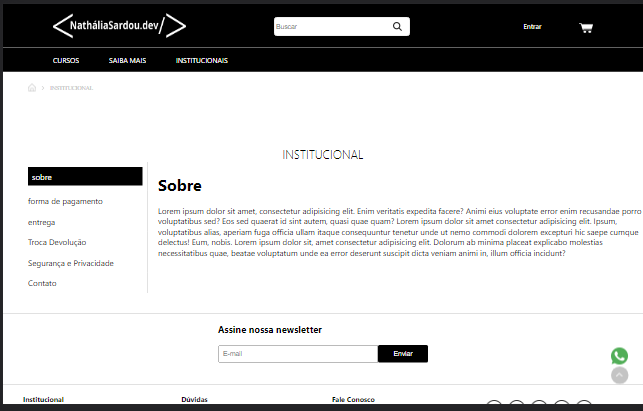 <NatháliaSardou.dev/>
Buscar
Entrar
CURSOS SAIBA MAIS INSTITUCIONAIS
INSTITUCIONAL
INSTITUCIONAL
sobre
forma de pagamento
entrega
Troca Devolução
Segurança e Privacidade
Contato
Sobre
Lorem ipsum dolor sit amet, consectetur adipisicing elit. Enim veritatis expedita facere? Animi eius voluptate error enim recusandae porro
voluptatibus sed? Eos sed quaerat id sint autem, quasi quae quam? Lorem ipsum dolor sit amet consectetur adipisicing elit. Ipsum,
voluptatibus alias, aperiam fuga officia ullam itaque consequuntur tenetur unde ut nemo commodi dolorem excepturi hic saepe cumque
delectus! Eum, nobis. Lorem ipsum dolor sit, amet consectetur adipisicing elit. Dolorum ab minima placeat explicabo molestias
necessitatibus quae, beatae voluptatum unde ea error deserunt suscipit dicta veniam animi in, illum officia incidunt?
Assine nossa newsletter
E-mail
Enviar
Institucional Dúvidas Fale Conosco